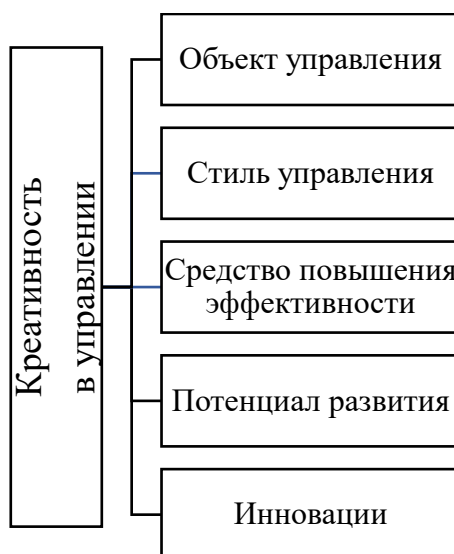 Креативность
в управлении
Объект управления
Стиль управления
Средство повышения
эффективности
Потенциал развития
Инновации